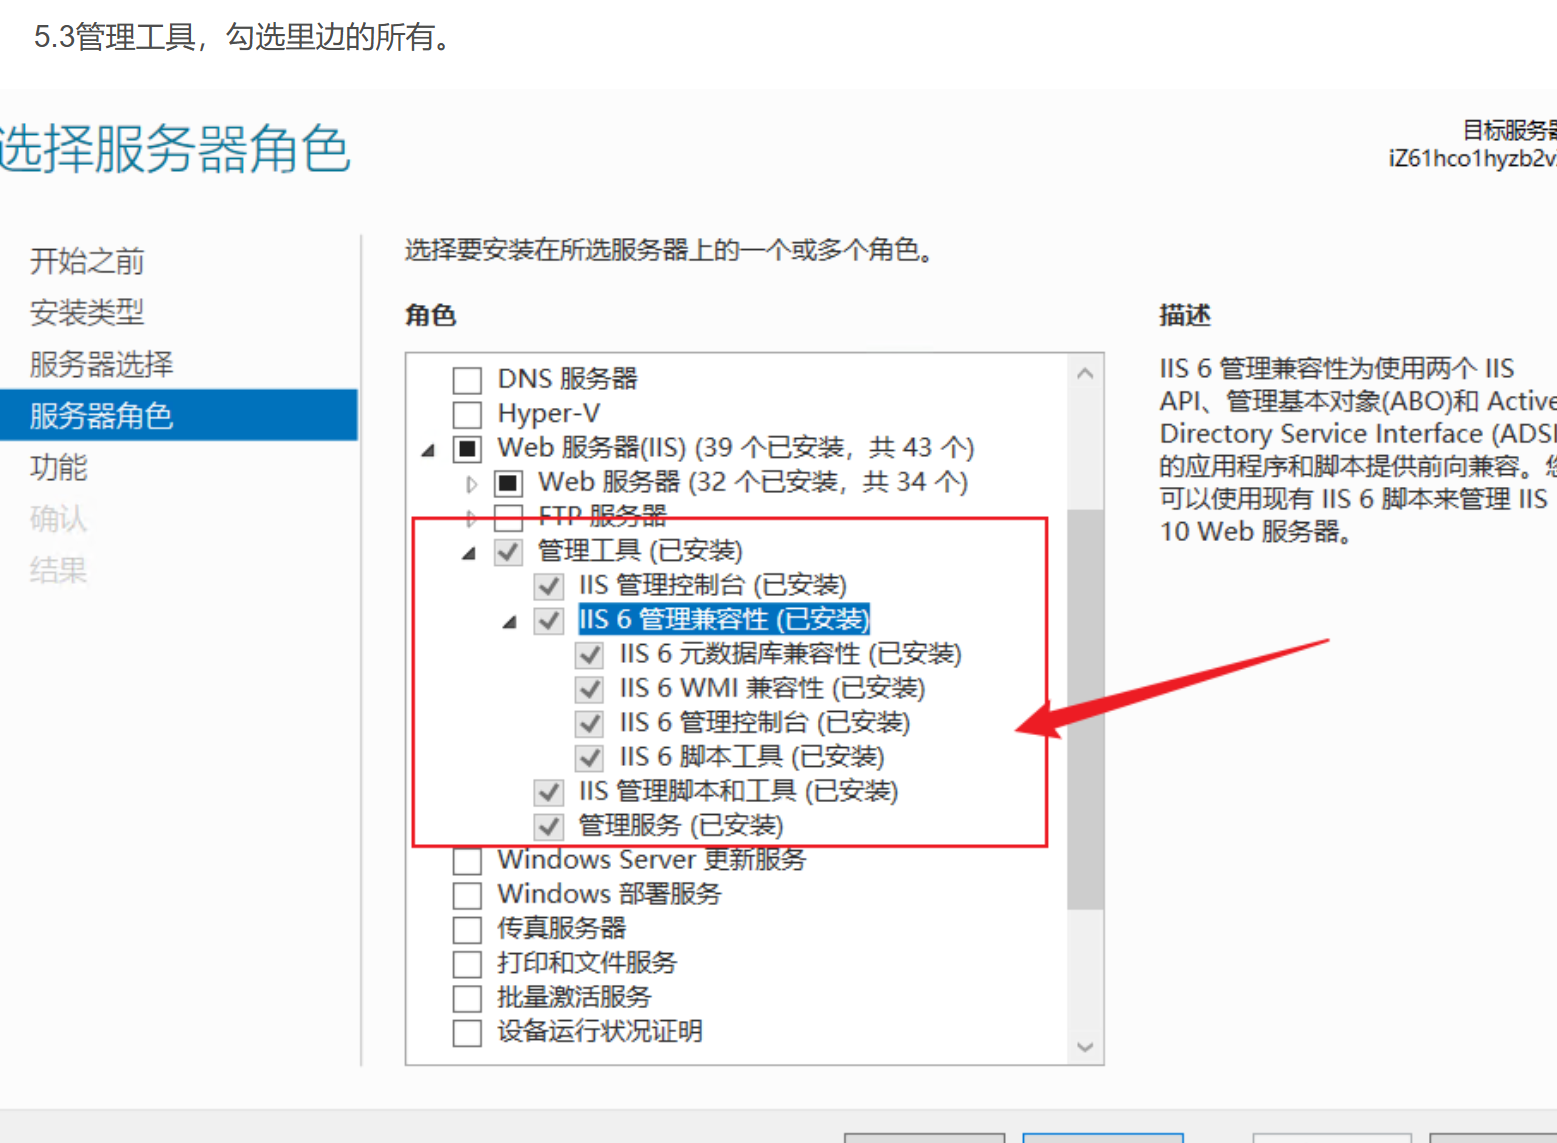 5.3管理工具，勾选里边的所有。
选择服务器角色
目标服务器
iZ61hco1hyzb2v
开始之前
安装类型
服务器选择
服务器角色
功能
确认
结果
选择要安装在所选服务器上的一个或多个角色。
角色
DNS 服务器
Hyper-V
Web 服务器(IIS) (39 个已安装，共 43 个)
Web 服务器 (32 个已安装，共 34 个)
FTP 服务器
管理工具 (已安装)
IIS 管理控制台 (已安装)
IIS 6 管理兼容性 (已安装)
IIS 6 元数据库兼容性 (已安装)
IIS 6 WMI 兼容性 (已安装)
IIS 6 管理控制台 (已安装)
IIS 6 脚本工具 (已安装)
IIS 管理脚本和工具 (已安装)
管理服务 (已安装)
Windows Server 更新服务
Windows 部署服务
传真服务器
打印和文件服务
批量激活服务
设备运行状况证明
描述
IIS 6 管理兼容性为使用两个 IIS
API、管理基本对象(ABO)和 Active
Directory Service Interface (ADSI
的应用程序和脚本提供前向兼容。您
可以使用现有 IIS 6 脚本来管理 IIS
10 Web 服务器。